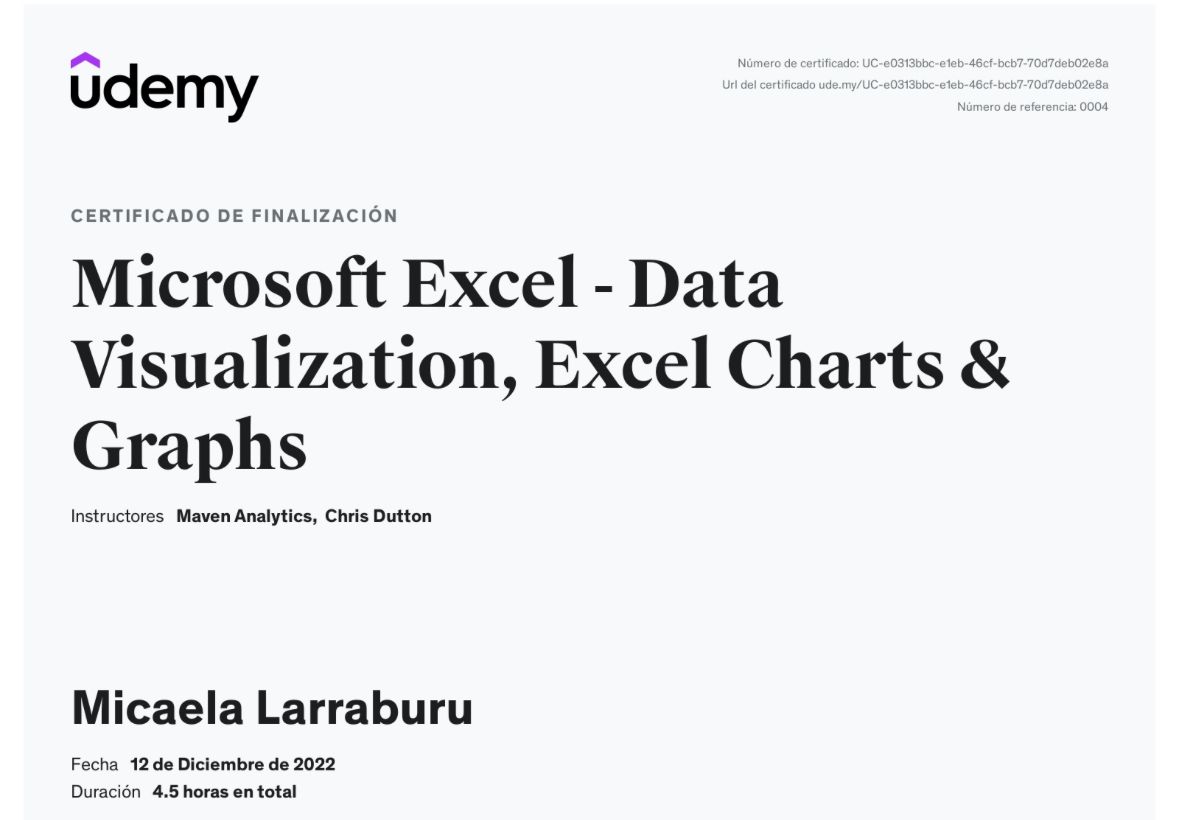 udemy
Número de certificado: UC-e0313bbc-e1eb-46cf-bcb7-70d7deb02e8a
Url del certificado ude.my/UC-e0313bbc-e1eb-46cf-bcb7-70d7deb02e8a
Número de referencia: 0004
CERTIFICADO DE FINALIZACIÓN
Microsoft Excel - Data
Visualization, Excel Charts &
Graphs
Instructores Maven Analytics, Chris Dutton
Micaela Larraburu
Fecha 12 de Diciembre de 2022
Duración 4.5 horas en total